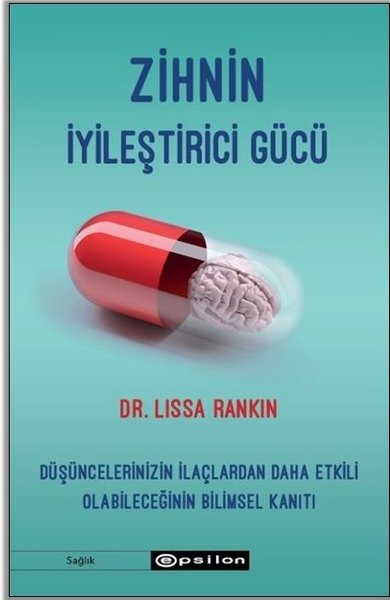 ZİHNİN
İYİLEŞTİRİCİ GÜCÜ
DR. LISSA RANKIN
DÜŞÜNCELERİNİZİN İLAÇLARDAN DAHA ETKİLİ
OLABİLECEĞİNİN BİLİMSEL KANITI
Sağlık
epsilon